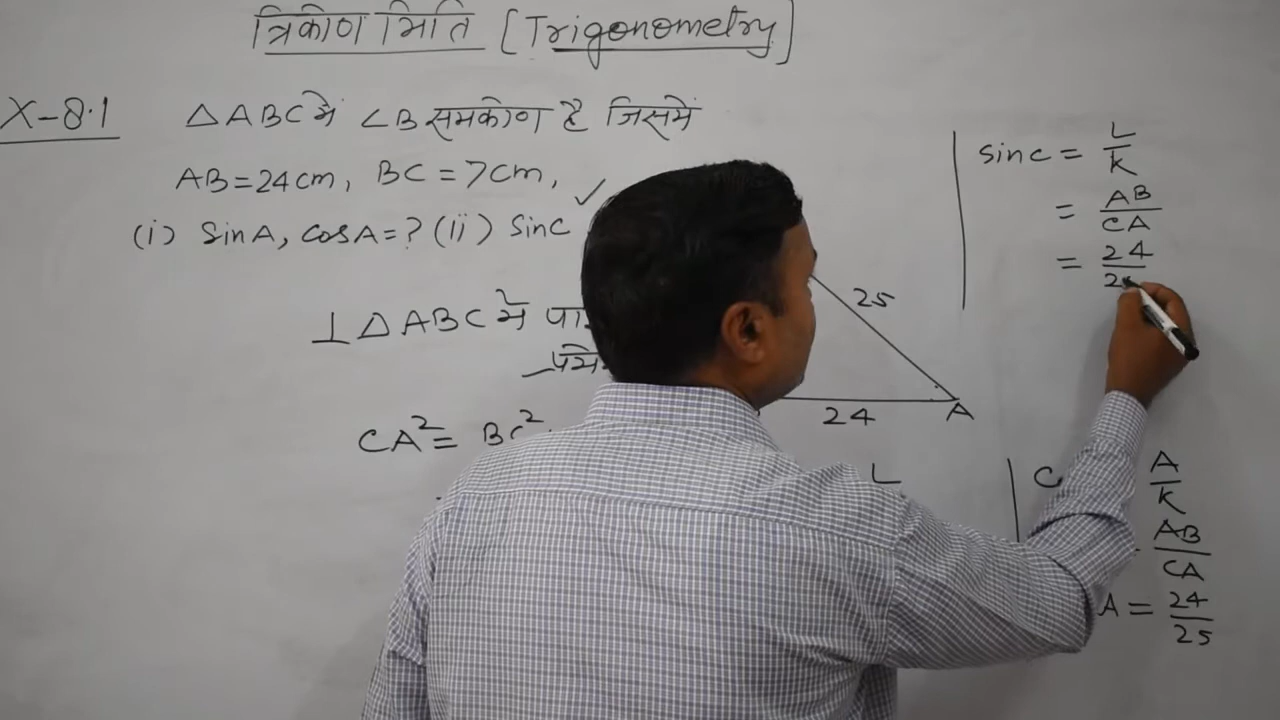 त्रिकोण मिति [Trigonometry]
X-8.1
△ABC में ∠B समकोण है जिसमें
AB=24cm, BC=7cm,
(i) SinA, cosA=? (ii) Sinc
⊥△ABC में
CA²= BC²
25
24
A
L
sinc = L/k
= AB/CA
= 24/25
A/k
AB/CA
A = 24/25